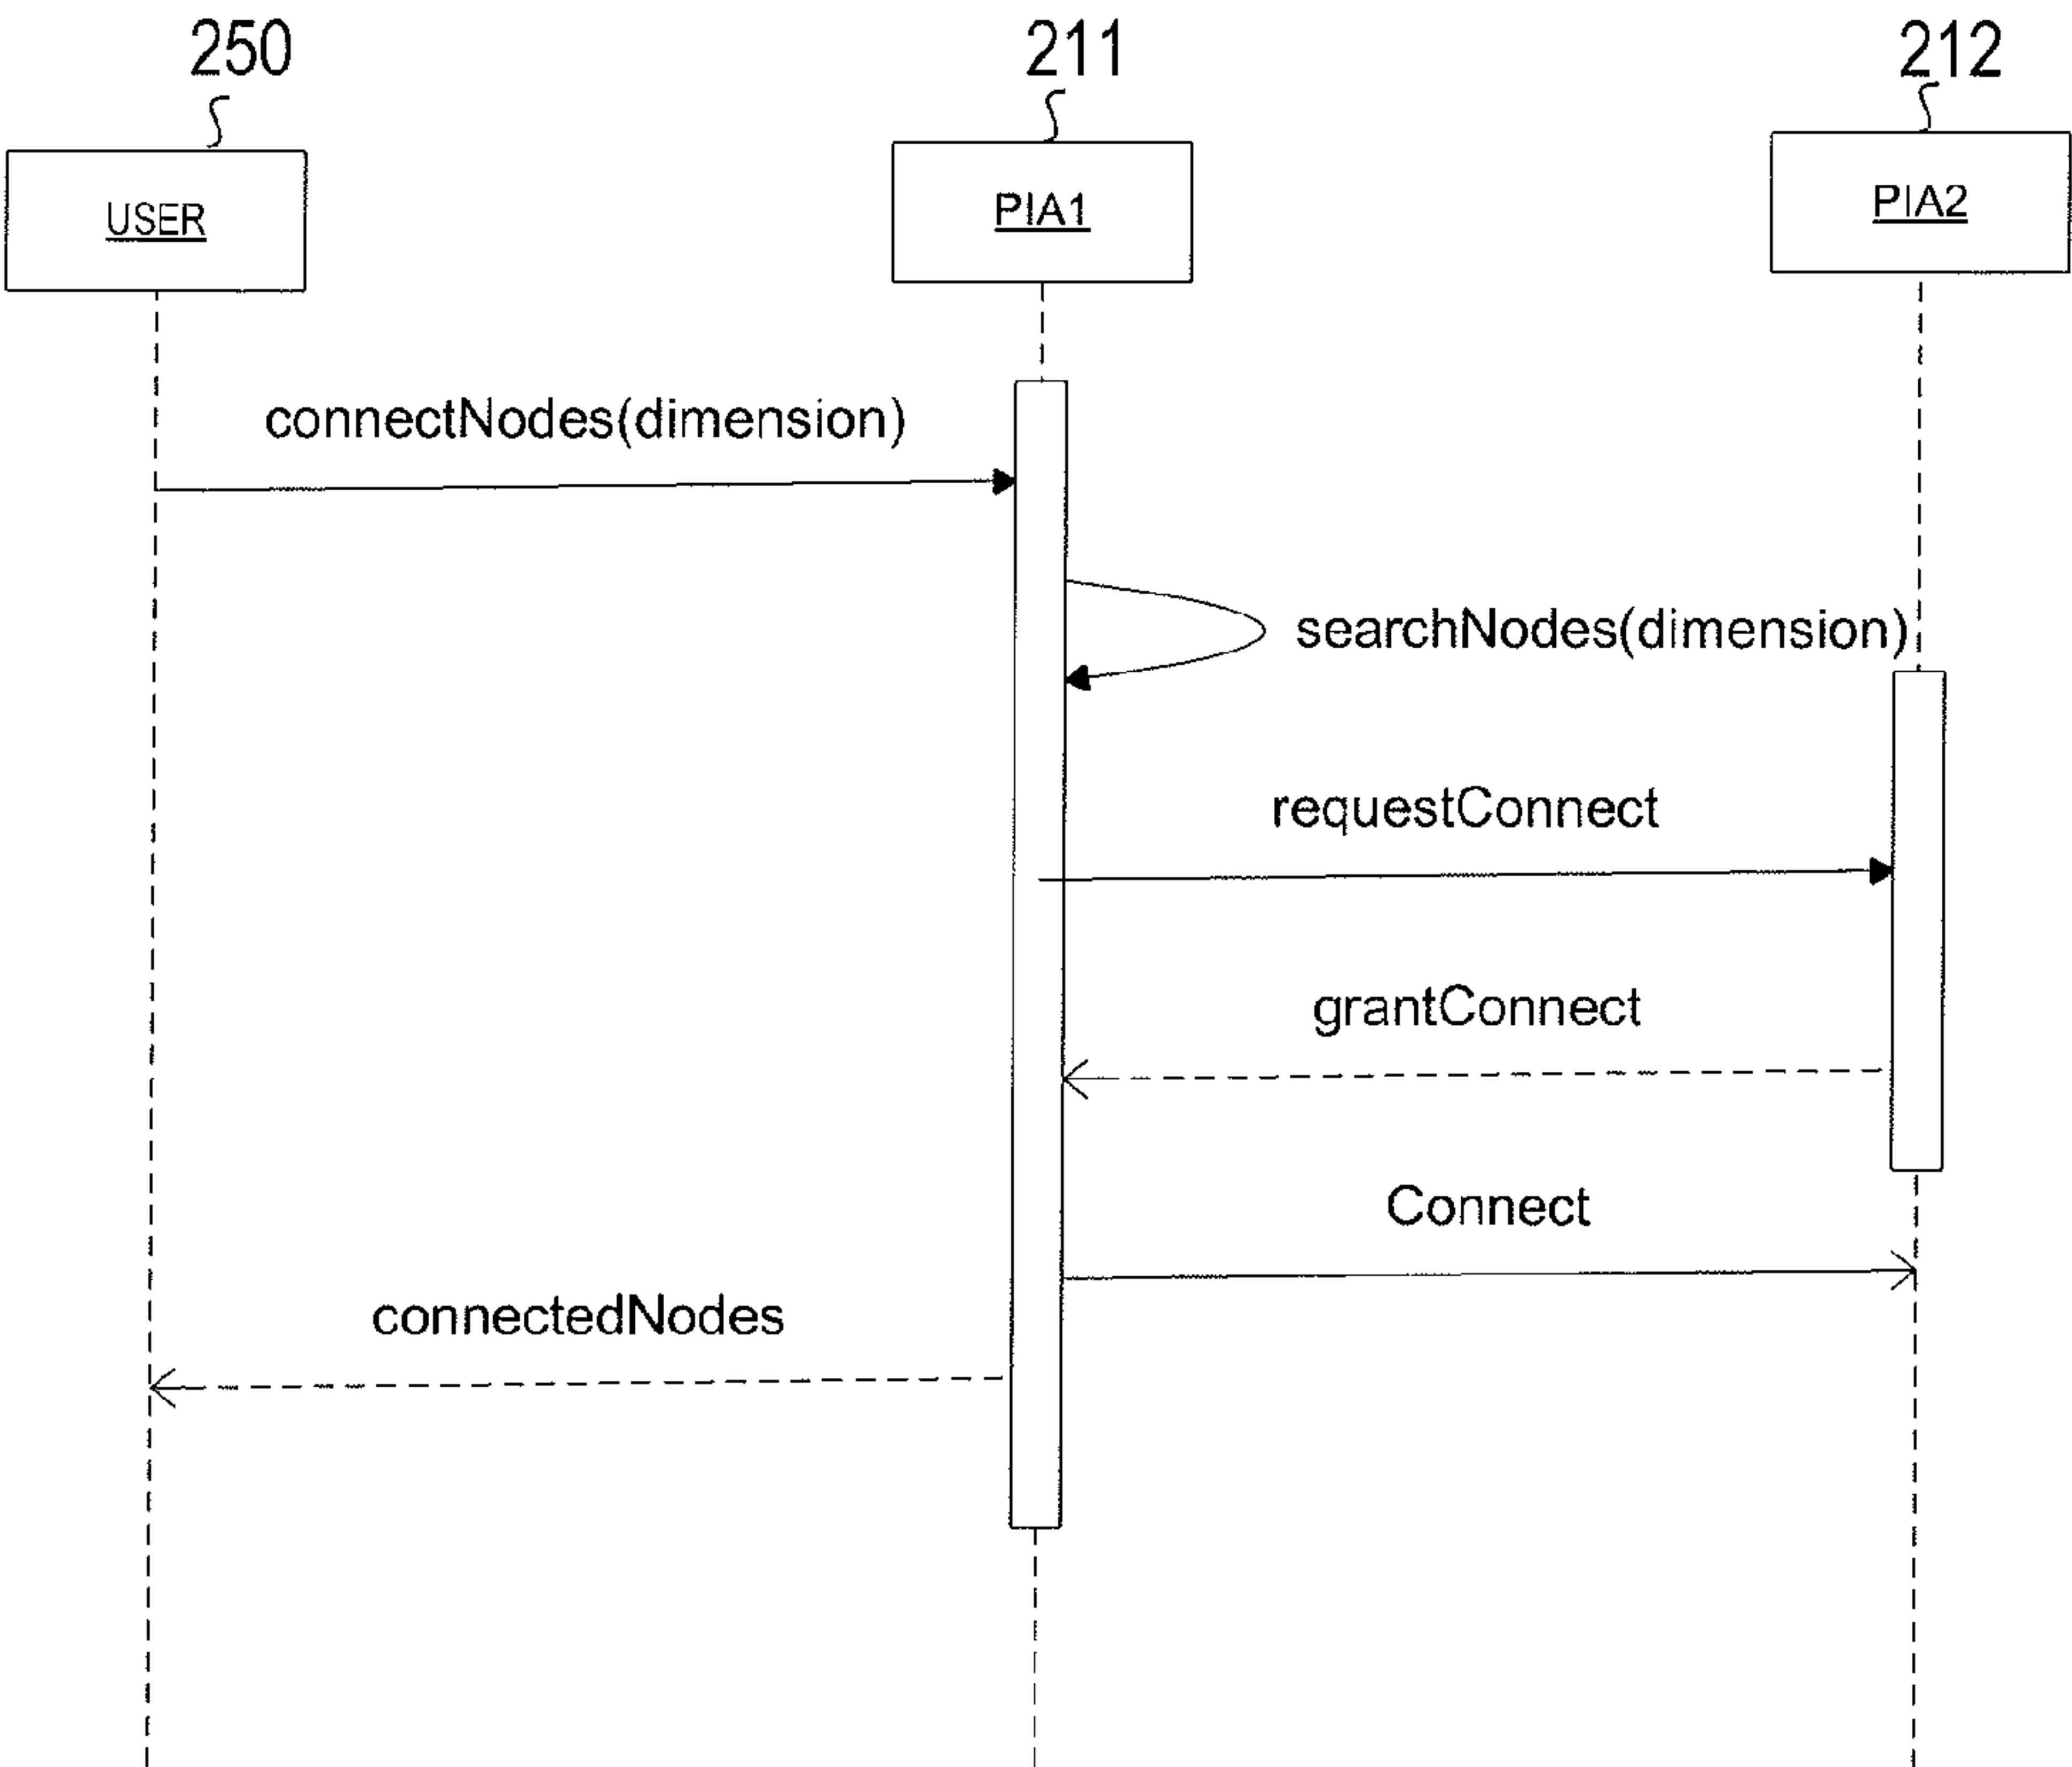 250
211
212
USER
PIA1
PIA2
connectNodes(dimension)
searchNodes(dimension)
requestConnect
grantConnect
Connect
connectedNodes